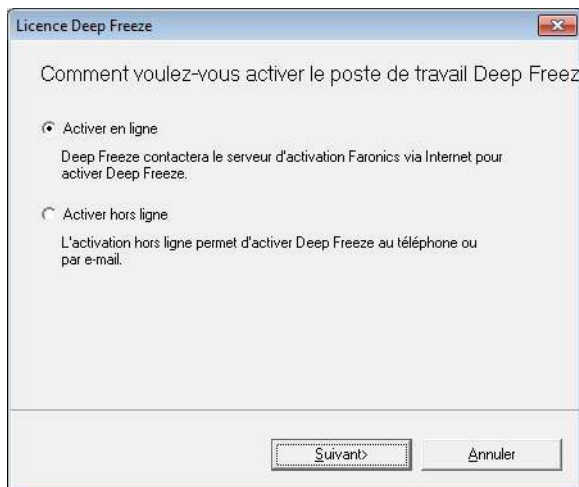 Licence Deep Freeze
Comment voulez-vous activer le poste de travail Deep Freez
Activer en ligne
Deep Freeze contactera le serveur d'activation Faronics via Internet pour
activer Deep Freeze.
Activer hors ligne
L'activation hors ligne permet d'activer Deep Freeze au téléphone ou
par e-mail.
Suivant>
Annuler